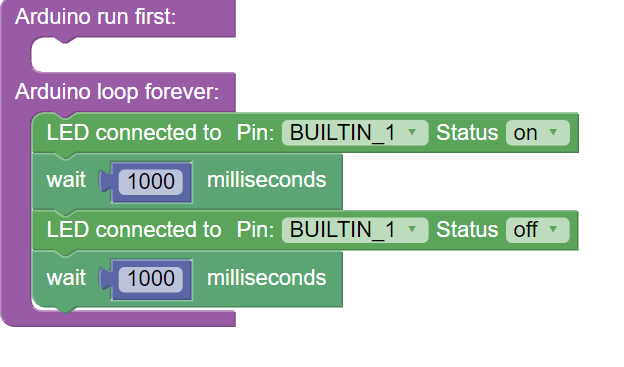 Arduino run first:
Arduino loop forever:
LED connected to Pin: BUILTIN_1 Status on
wait 1000 milliseconds
LED connected to Pin: BUILTIN_1 Status off
wait 1000 milliseconds